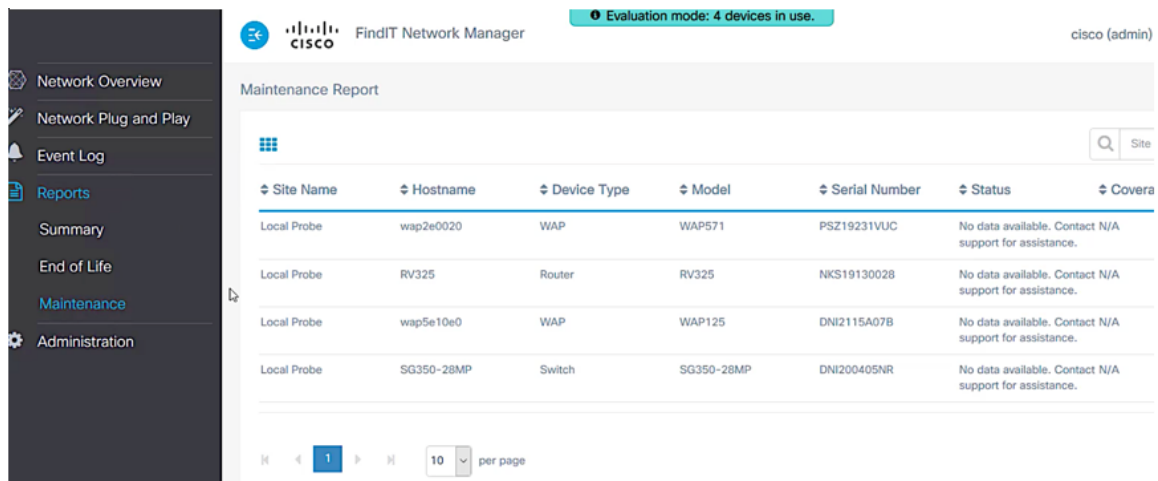 Evaluation mode: 4 devices in use.
CISCO FindIT Network Manager cisco (admin)
Network Overview
Network Plug and Play
Event Log
Reports
Summary
End of Life
Maintenance
Administration
Maintenance Report
Site
Site Name Hostname Device Type Model Serial Number Status Covera
Local Probe wap2e0020 WAP WAP571 PSZ19231VUC No data available. Contact N/A
support for assistance.
Local Probe RV325 Router RV325 NKS19130028 No data available. Contact N/A
support for assistance.
Local Probe wap5e10e0 WAP WAP125 DNI2115A07B No data available. Contact N/A
support for assistance.
Local Probe SG350-28MP Switch SG350-28MP DNI200405NR No data available. Contact N/A
support for assistance.
1 10 per page